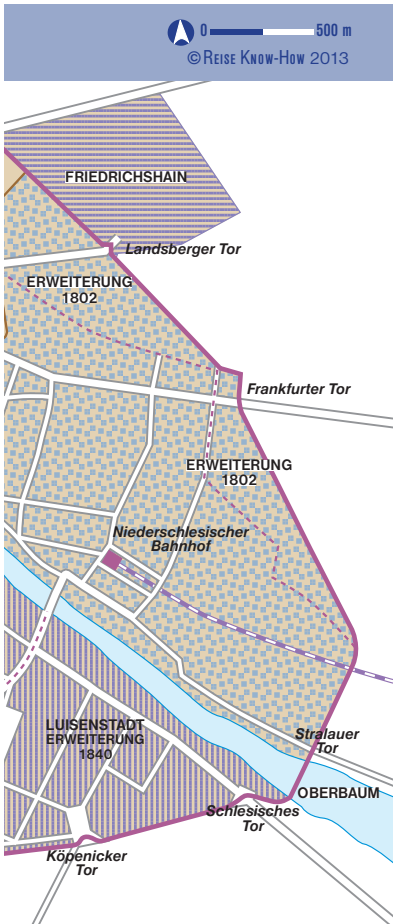 0 500 m
©REISE KNOW-HOW 2013
FRIEDRICHSHAIN
Landsberger Tor
ERWEITERUNG
1802
Frankfurter Tor
ERWEITERUNG
1802
Niederschlesischer
Bahnhof
LUISENSTADT
ERWEITERUNG
1840
Stralauer
Tor
OBERBAUM
Schlesisches
Tor
Köpenicker
Tor